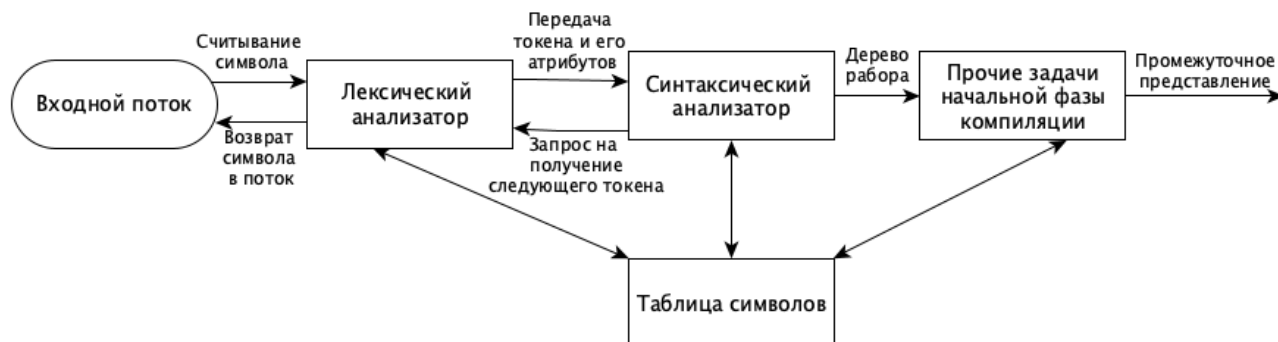 Считывание
символа
Передача
токена и его
атрибутов
Дерево
рабора
Промежуточное
представление
Входной поток
Лексический
анализатор
Синтаксический
анализатор
Прочие задачи
начальной фазы
компиляции
Возврат
символа
в поток
Запрос на
получение
следующего токена
Таблица символов